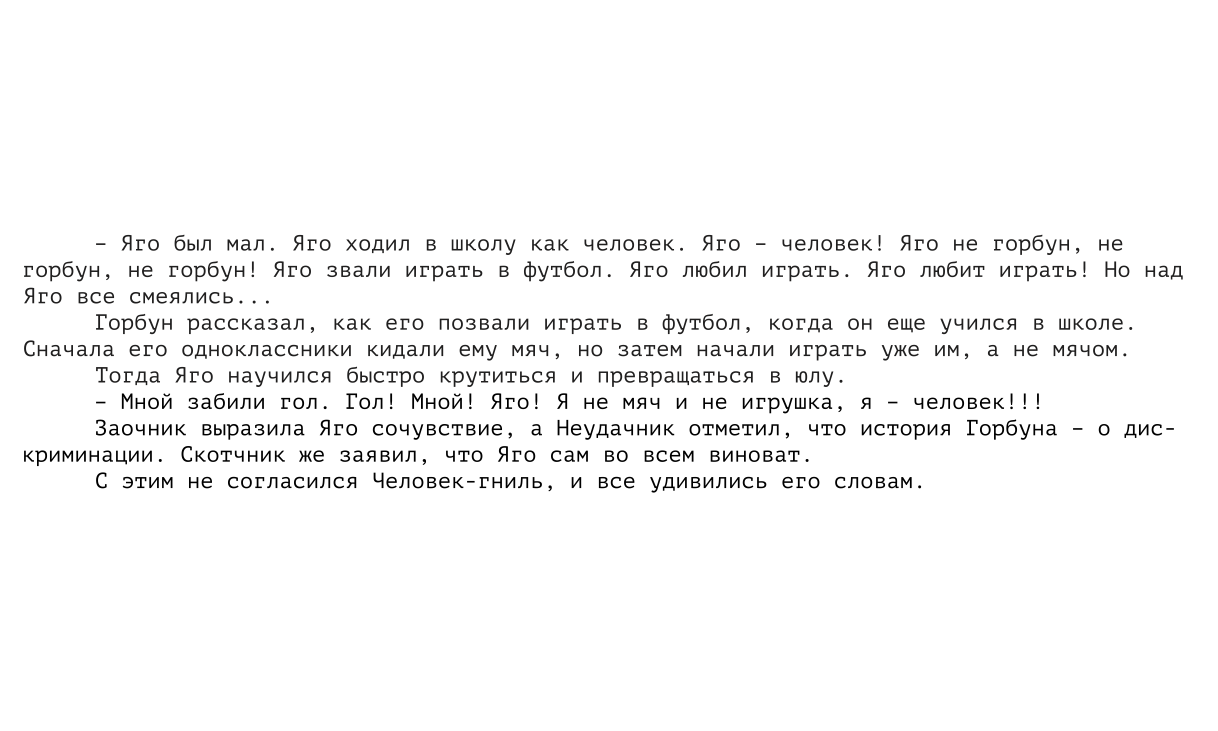 – Яго был мал. Яго ходил в школу как человек. Яго – человек! Яго не горбун, не
горбун, не горбун! Яго звали играть в футбол. Яго любил играть. Яго любит играть! Но над
Яго все смеялись...
Горбун рассказал, как его позвали играть в футбол, когда он еще учился в школе.
Сначала его одноклассники кидали ему мяч, но затем начали играть уже им, а не мячом.
Тогда Яго научился быстро крутиться и превращаться в юлу.
– Мной забили гол. Гол! Мной! Яго! Я не мяч и не игрушка, я – человек!!!
Заочник выразила Яго сочувствие, а Неудачник отметил, что история Горбуна – о дис-
криминации. Скотчник же заявил, что Яго сам во всем виноват.
С этим не согласился Человек-гниль, и все удивились его словам.